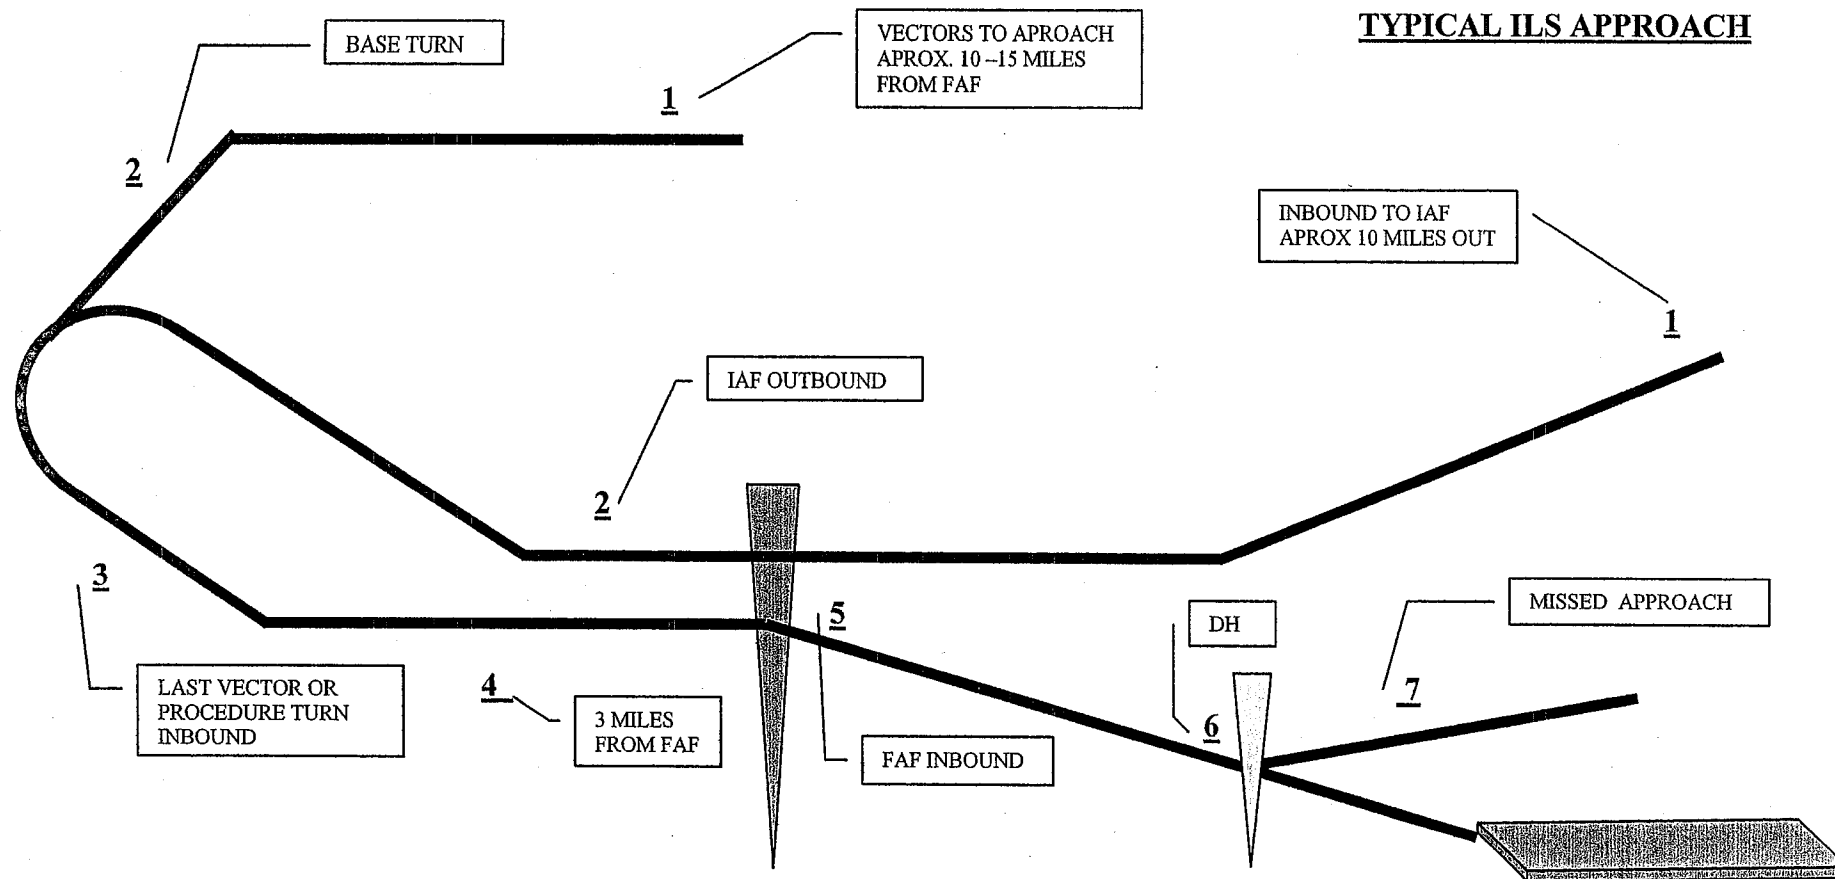 TYPICAL ILS APPROACH
BASE TURN
VECTORS TO APROACH
APROX. 10 –15 MILES
FROM FAF
1
2
INBOUND TO IAF
APROX 10 MILES OUT
1
IAF OUTBOUND
2
3
LAST VECTOR OR
PROCEDURE TURN
INBOUND
4
3 MILES
FROM FAF
5
FAF INBOUND
DH
6
MISSED APPROACH
7